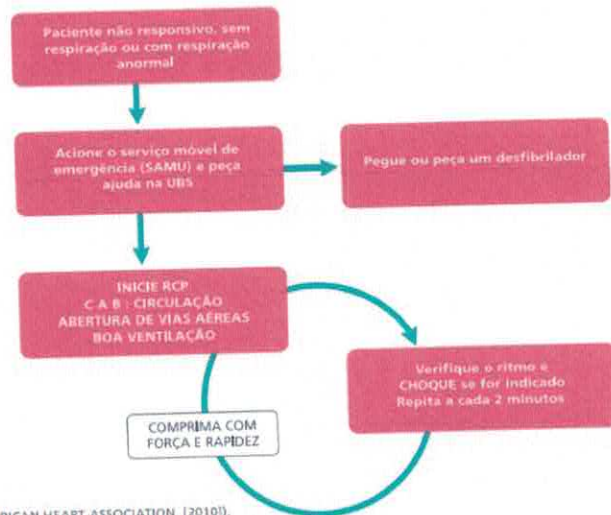 Paciente não responsivo, sem
respiração ou com respiração
anormal
Acione o serviço móvel de
emergência (SAMU) e peça
ajuda na UBS
Pegue ou peça um desfibrilador
INICIE RCP
C A B : CIRCULAÇÃO
ABERTURA DE VIAS AÉREAS
BOA VENTILAÇÃO
Verifique o ritmo e
CHOQUE se for indicado
Repita a cada 2 minutos
COMPRIMA COM
FORÇA E RAPIDEZ
HEART ASSOCIATION, [2010]).